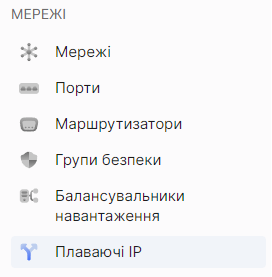 МЕРЕЖІ
Мережі
Порти
Маршрутизатори
Групи безпеки
Балансувальники
навантаження
Плаваючі IP